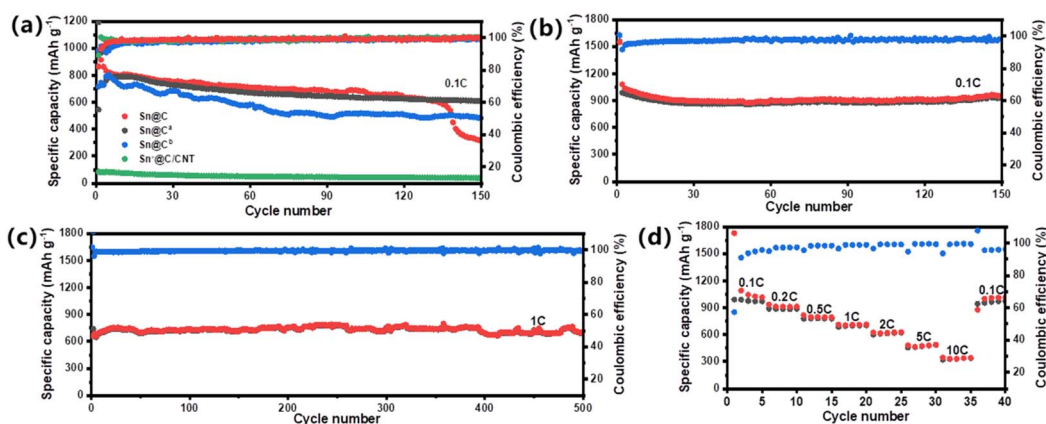 (a)
Specific capacity (mAh g⁻¹)
1200
1000
800
600
400
200
0
0.1C
Sn@C
Sn@Cᵃ
Sn@Cᵇ
Sn⁻@C/CNT
100
80
60
40
20
Coulombic efficiency (%)
0 30 60 90 120 150
Cycle number
(b)
Specific capacity (mAh g⁻¹)
1800
1500
1200
900
600
300
0
0.1C
100
80
60
40
20
Coulombic efficiency (%)
0 30 60 90 120 150
Cycle number
(c)
Specific capacity (mAh g⁻¹)
1800
1500
1200
900
600
300
0
1C
100
80
60
40
20
Coulombic efficiency (%)
0 100 200 300 400 500
Cycle number
(d)
Specific capacity (mAh g⁻¹)
1800
1500
1200
900
600
300
0
0.1C
0.2C
0.5C
1C
2C
5C
10C
0.1C
100
80
60
40
20
Coulombic efficiency (%)
0 5 10 15 20 25 30 35 40
Cycle number